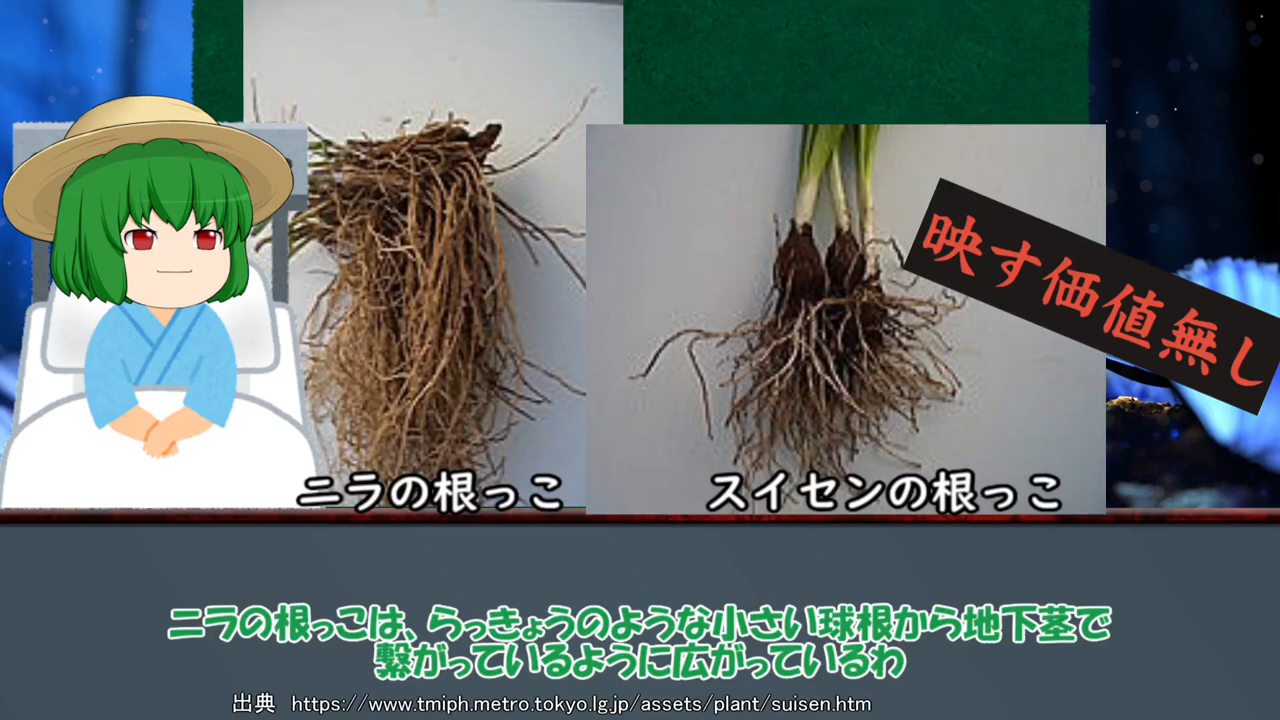 映す価値無し
ニラの根っこ
スイセンの根っこ
ニラの根っこは、らっきょうのような小さい球根から地下茎で
繋がっているように広がっているわ
出典 https://www.tmiph.metro.tokyo.lg.jp/assets/plant/suisen.htm